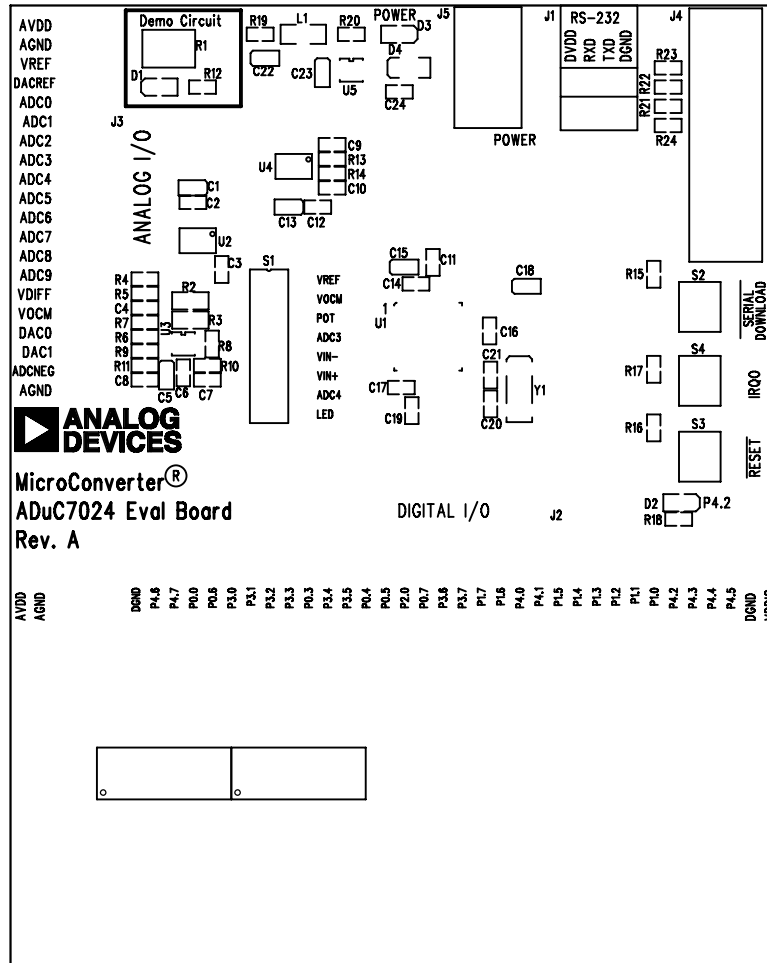 AVDD
AGND
VREF
DACREF
ADC0
ADC1
ADC2
ADC3
ADC4
ADC5
ADC6
ADC7
ADC8
ADC9
VDIFF
VOCM
DAC0
DAC1
ADCNEG
AGND
Demo Circuit
R1
D1
R12
J3
ANALOG I/O
R19
L1
R20
POWER
D3
C22
C23
U5
D4
C24
J5
POWER
J1
RS-232
DVDD
RXD
TXD
DGND
J4
R23
R22
R21
R24
U4
C9
R13
R14
C10
C13
C12
C1
C2
U2
C3
S1
R4
R5
C4
R7
R6
R9
R11
C8
R2
R3
U3
R8
R10
C5
C6
C7
VREF
VOCM
POT
ADC3
VIN-
VIN+
ADC4
LED
C15
C11
C14
1
U1
C18
C16
C21
Y1
C17
C19
C20
R15
S2
SERIAL
DOWNLOAD
R17
S4
IRQ0
R16
S3
RESET
D2
P4.2
R18
ANALOG
DEVICES
MicroConverter®
ADuC7024 Eval Board
Rev. A
DIGITAL I/O
J2
AVDD
AGND
DGND
P4.6
P4.7
P0.0
P0.6
P3.0
P3.1
P3.2
P3.3
P0.3
P3.4
P3.5
P0.4
P0.5
P2.0
P0.7
P3.6
P3.7
P1.7
P1.6
P4.0
P4.1
P1.5
P1.4
P1.3
P1.2
P1.1
P1.0
P4.2
P4.3
P4.4
P4.5
DGND